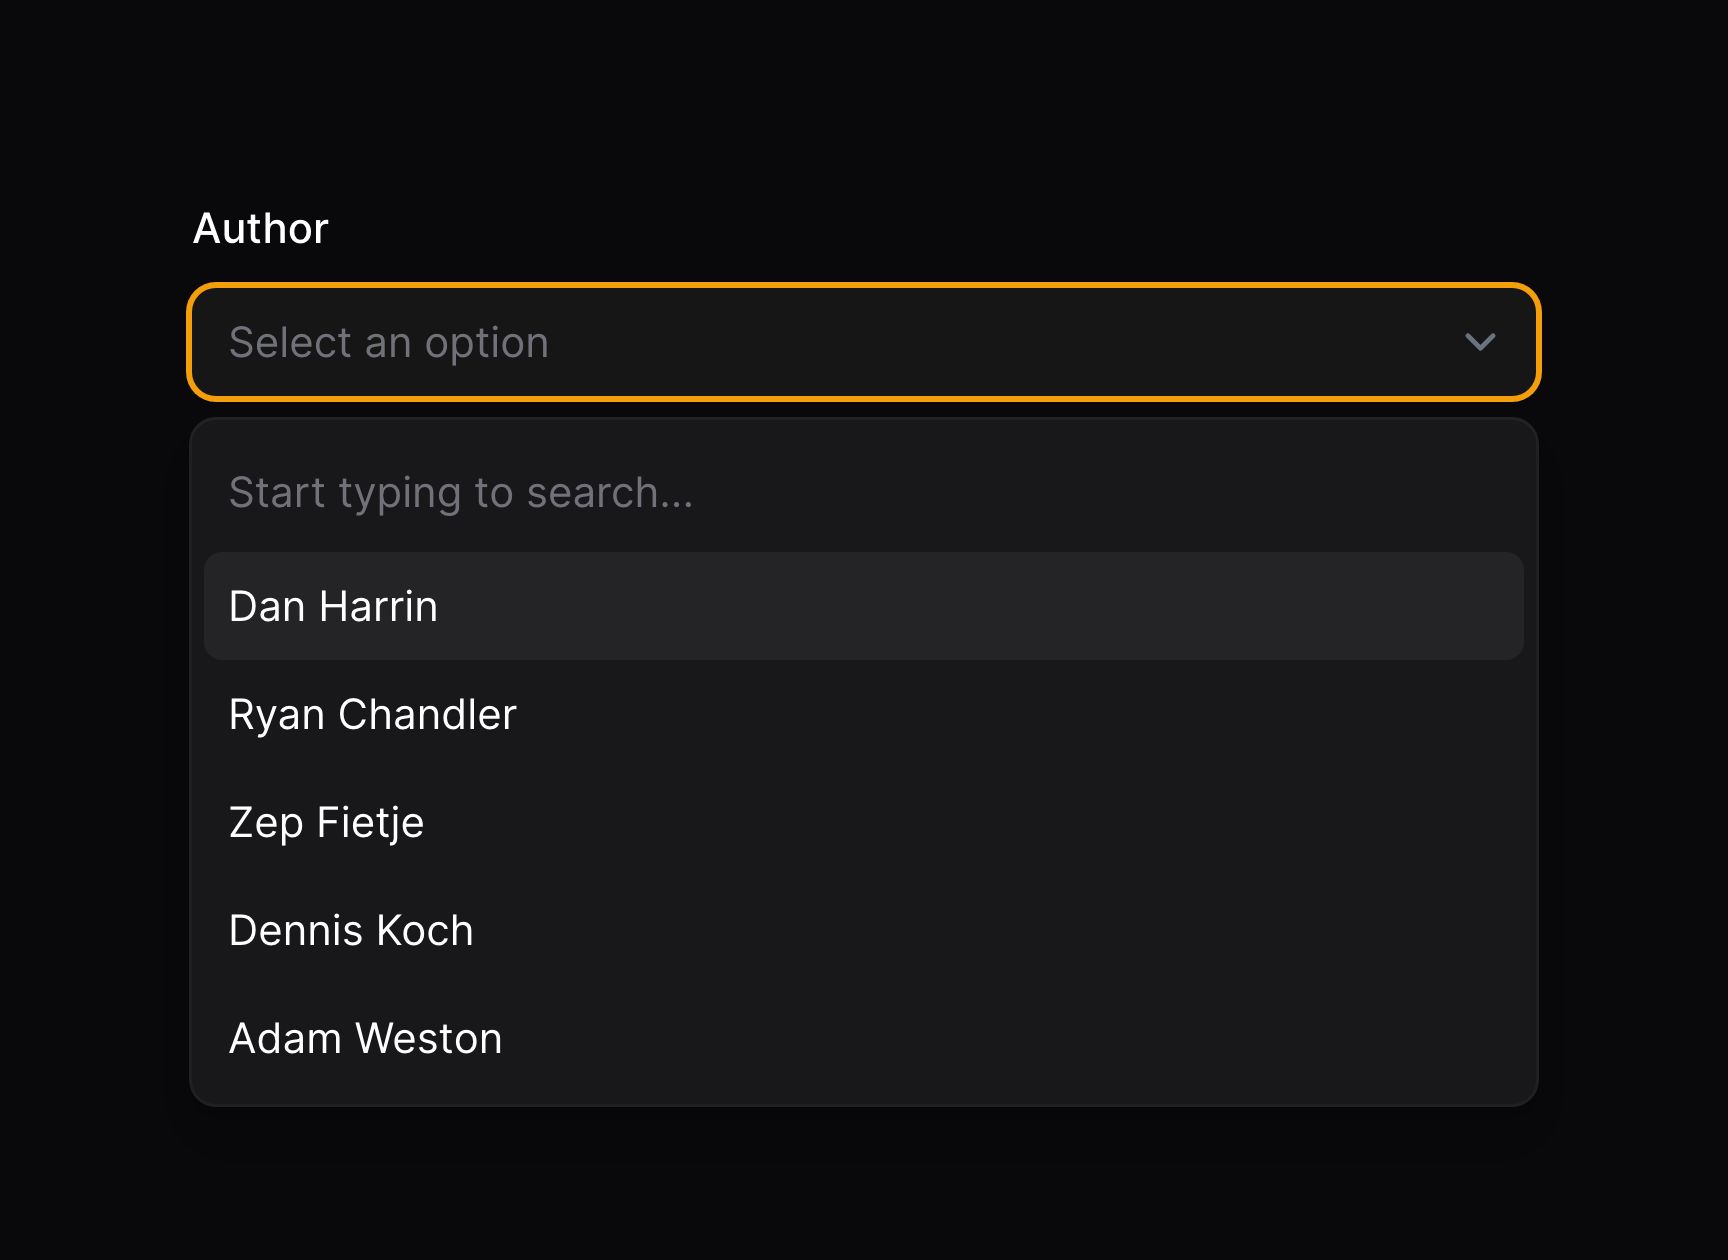 Author
Select an option
Start typing to search...
Dan Harrin
Ryan Chandler
Zep Fietje
Dennis Koch
Adam Weston